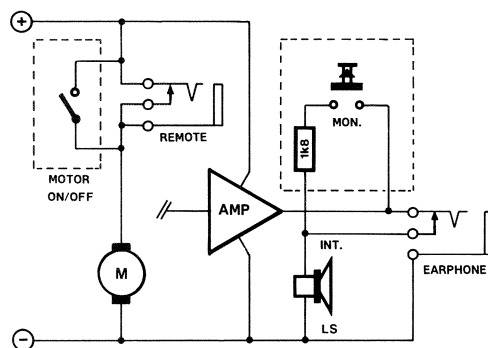 +
REMOTE
MOTOR
ON/OFF
MON.
1k8
AMP
INT.
EARPHONE
M
LS
−